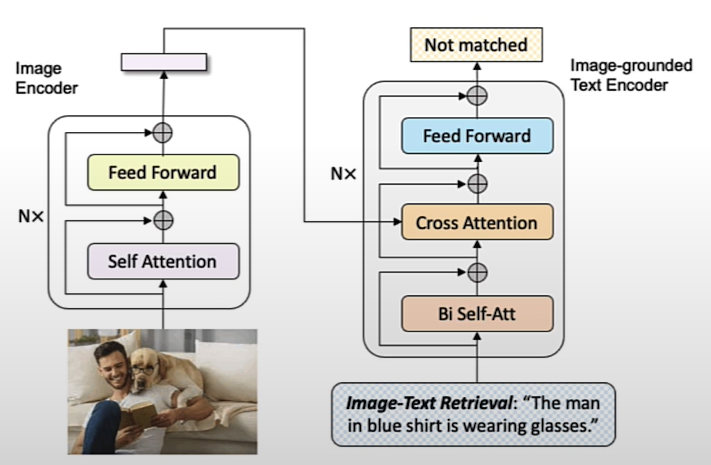 Image
Encoder
N×
Feed Forward
Self Attention
Not matched
Image-grounded
Text Encoder
N×
Feed Forward
Cross Attention
Bi Self-Att
Image-Text Retrieval: “The man
in blue shirt is wearing glasses.”